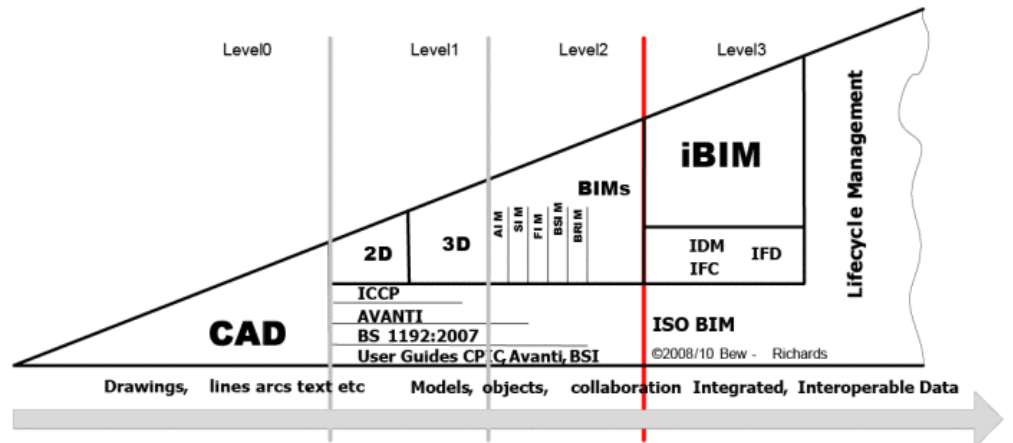 Level0
Level1
Level2
Level3
Lifecycle Management
iBIM
BIMs
AIM
SIM
FIM
BSIM
BRIM
2D
3D
IDM
IFD
IFC
ICCP
AVANTI
BS 1192:2007
User Guides CPIC, Avanti, BSI
CAD
ISO BIM
©2008/10 Bew - Richards
Drawings, lines arcs text etc Models, objects, collaboration Integrated, Interoperable Data